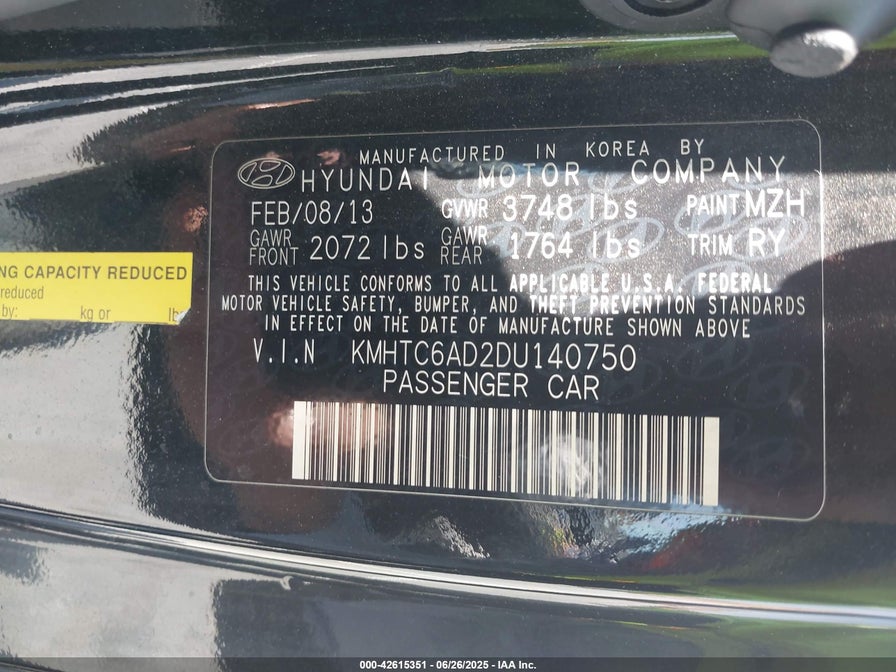 MANUFACTURED IN KOREA BY
HYUNDAI MOTOR COMPANY
FEB/08/13 GVWR 3748 lbs PAINT MZH
GAWR FRONT 2072 lbs GAWR REAR 1764 lbs TRIM RY
THIS VEHICLE CONFORMS TO ALL APPLICABLE U.S.A. FEDERAL
MOTOR VEHICLE SAFETY, BUMPER, AND THEFT PREVENTION STANDARDS
IN EFFECT ON THE DATE OF MANUFACTURE SHOWN ABOVE
V.I.N KMHTC6AD2DU140750
PASSENGER CAR
NG CAPACITY REDUCED
reduced
by: kg or lb
000-42615351 | 06/26/2025 - IAA Inc.